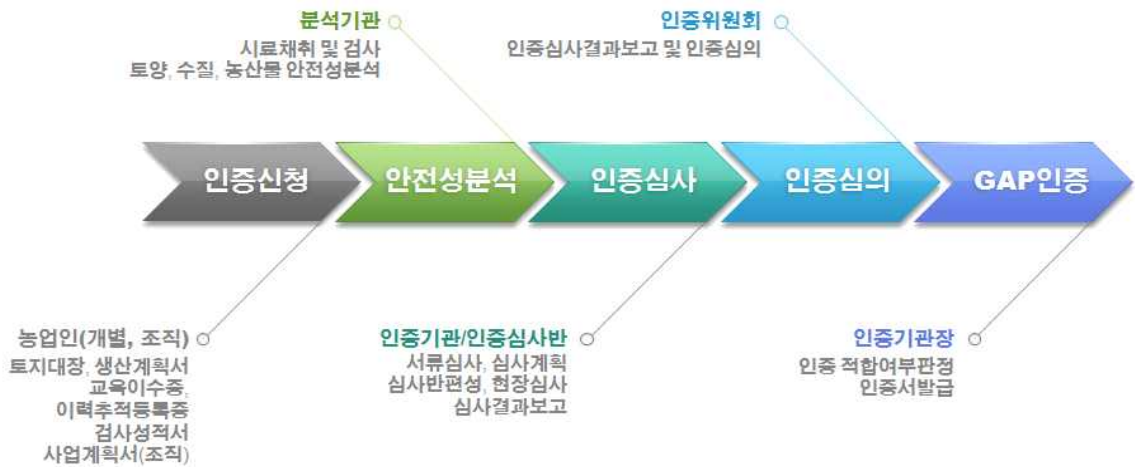 분석기관
시료채취 및 검사
토양, 수질, 농산물 안전성분석
인증위원회
인증심사결과보고 및 인증심의
인증신청
안전성분석
인증심사
인증심의
GAP인증
농업인(개별, 조직)
토지대장, 생산계획서
교육이수증,
이력추적등록증
검사성적서
사업계획서(조직)
인증기관/인증심사반
서류심사, 심사계획
심사반편성, 현장심사
심사결과보고
인증기관장
인증 적합여부판정
인증서발급